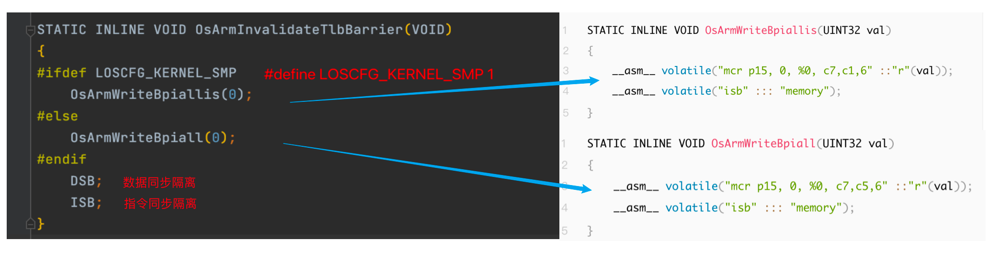 STATIC INLINE VOID OsArmInvalidateTlbBarrier(VOID)
{
#ifdef LOSCFG_KERNEL_SMP #define LOSCFG_KERNEL_SMP 1
OsArmWriteBpiallis(0);
#else
OsArmWriteBpiall(0);
#endif
DSB; 数据同步隔离
ISB; 指令同步隔离
}
1 STATIC INLINE VOID OsArmWriteBpiallis(UINT32 val)
2 {
3 __asm__ volatile("mcr p15, 0, %0, c7,c1,6" ::"r"(val));
4 __asm__ volatile("isb" ::: "memory");
5 }
1 STATIC INLINE VOID OsArmWriteBpiall(UINT32 val)
2 {
3 __asm__ volatile("mcr p15, 0, %0, c7,c5,6" ::"r"(val));
4 __asm__ volatile("isb" ::: "memory");
5 }